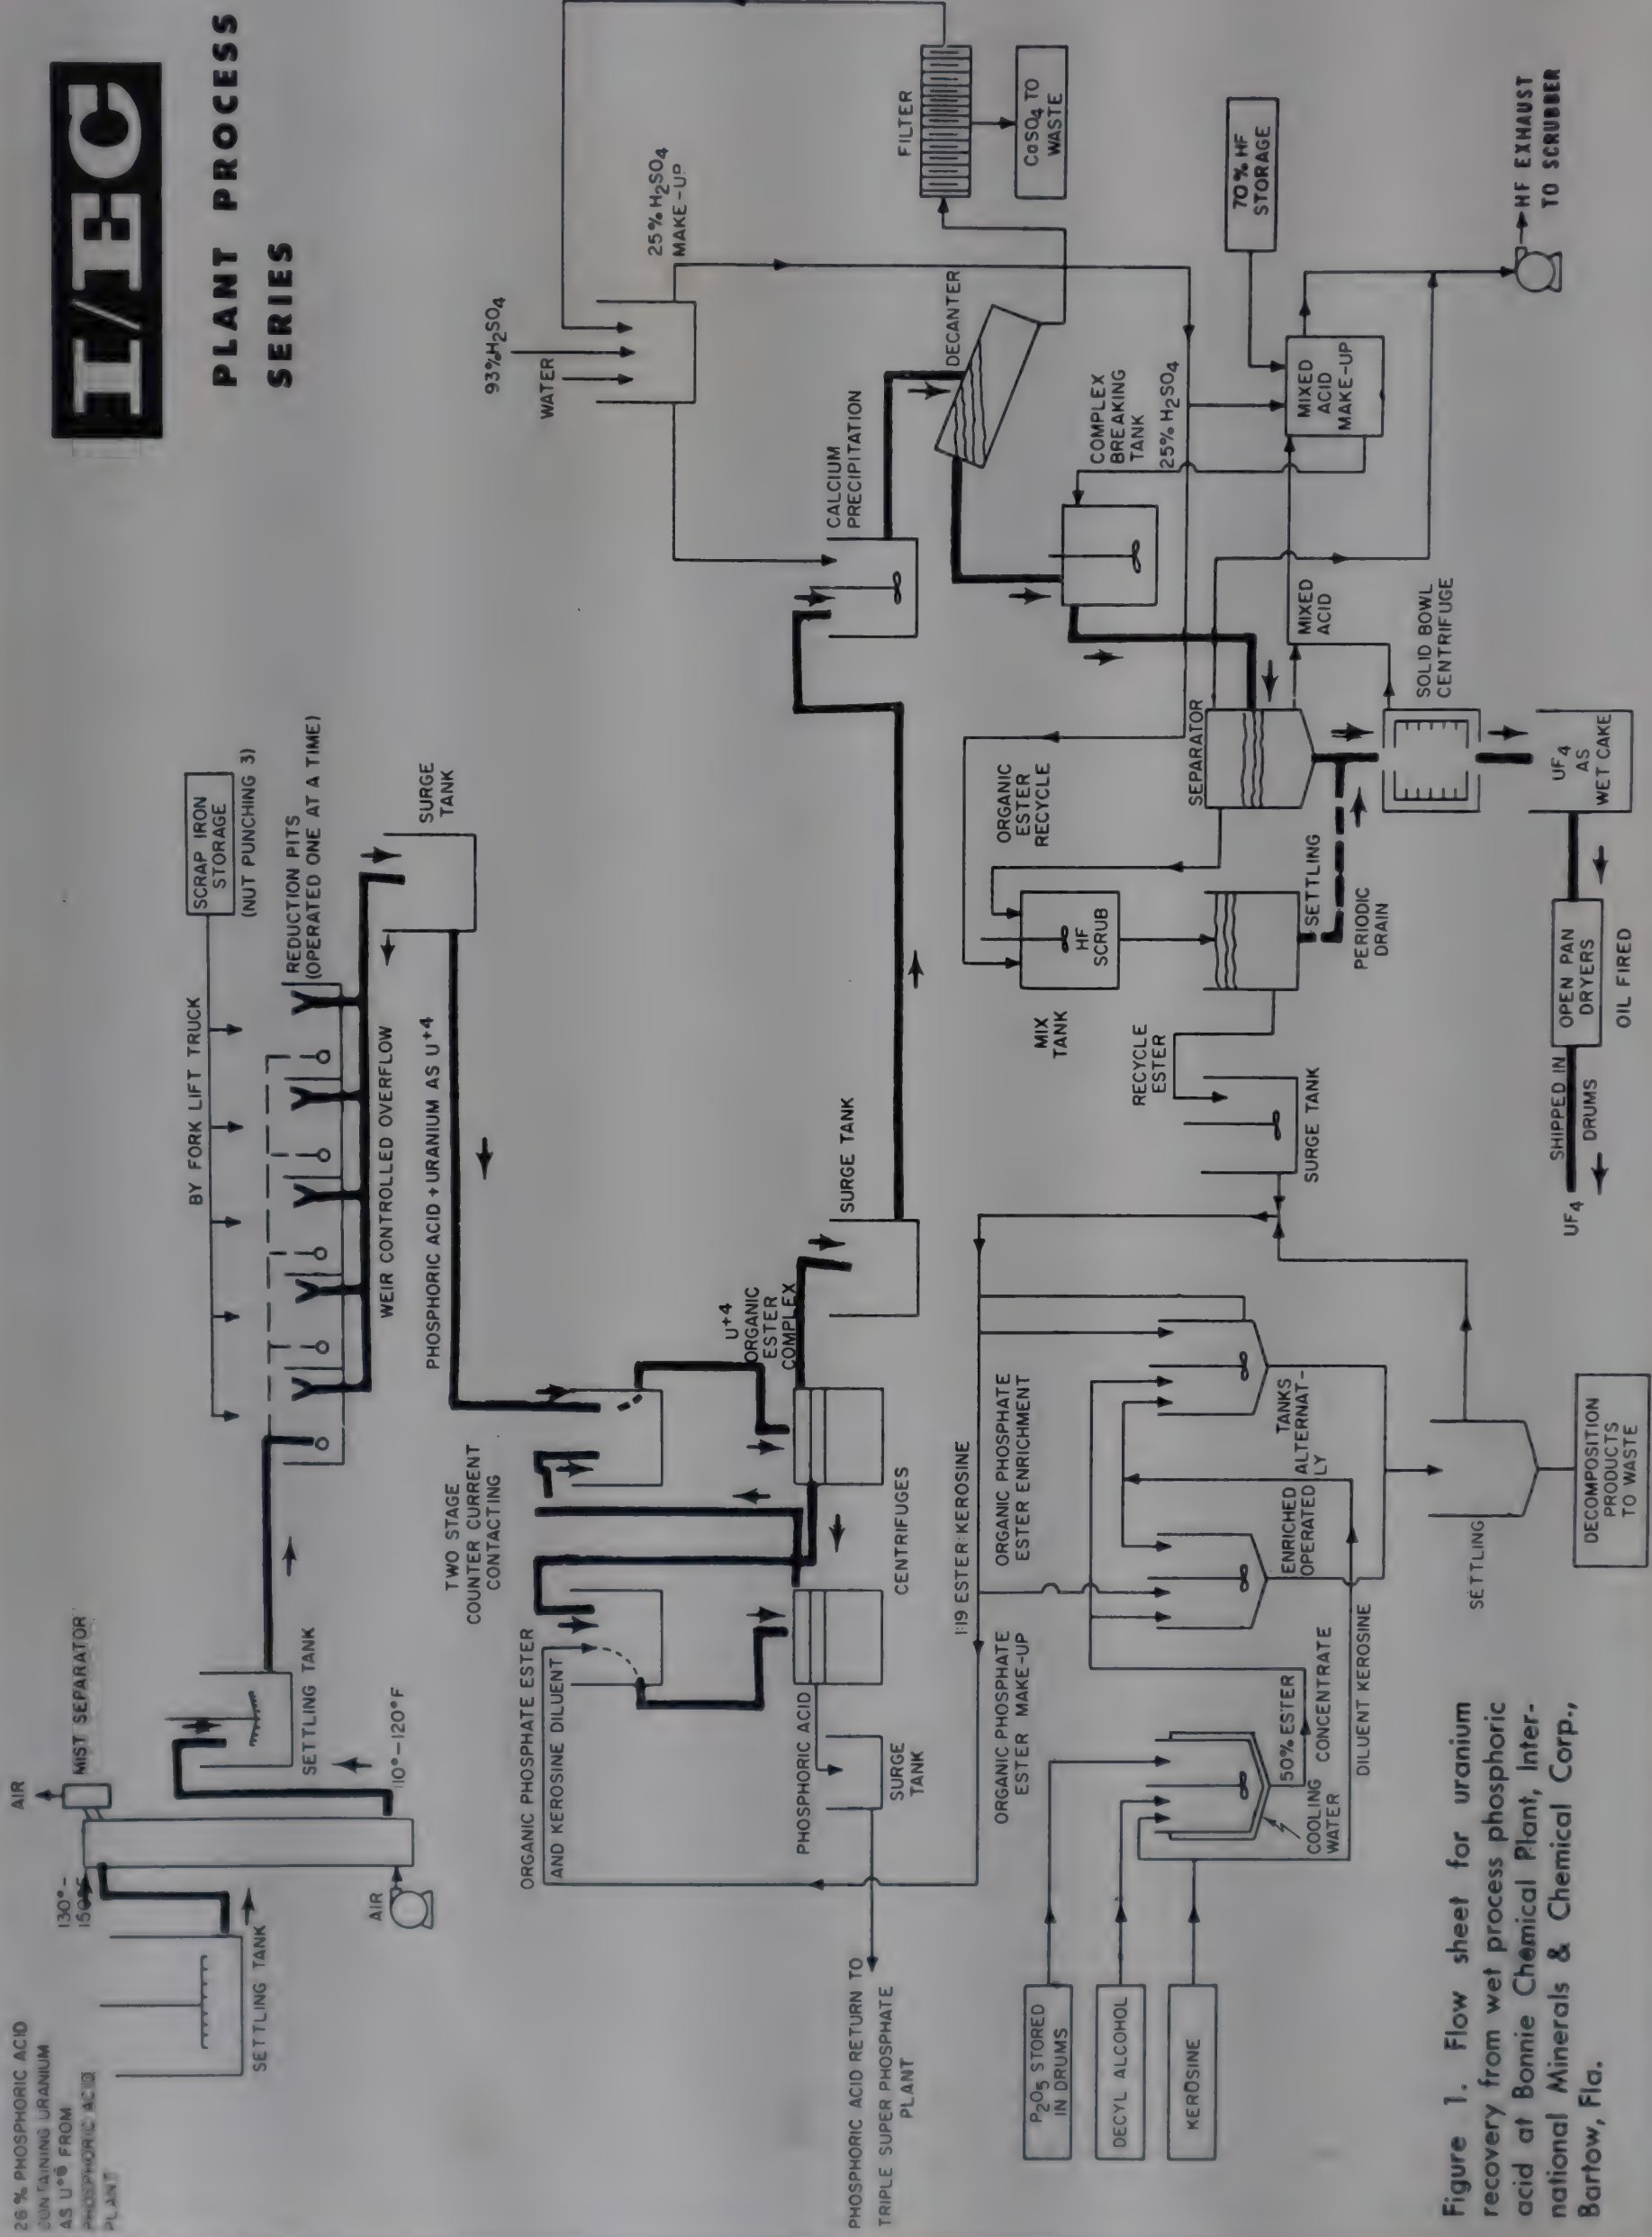 I/EC
PLANT PROCESS
SERIES
26% PHOSPHORIC ACID
CONTAINING URANIUM
AS U+6 FROM
PHOSPHORIC ACID
PLANT
SETTLING TANK
130°-
150°F
AIR
MIST SEPARATOR
AIR
110°-120°F
SETTLING TANK
BY FORK LIFT TRUCK
SCRAP IRON
STORAGE
(NUT PUNCHING 3)
REDUCTION PITS
(OPERATED ONE AT A TIME)
WEIR CONTROLLED OVERFLOW
SURGE
TANK
PHOSPHORIC ACID + URANIUM AS U+4
TWO STAGE
COUNTER CURRENT
CONTACTING
ORGANIC PHOSPHATE ESTER
AND KEROSINE DILUENT
U+4
ORGANIC
ESTER
COMPLEX
CENTRIFUGES
PHOSPHORIC ACID
SURGE
TANK
PHOSPHORIC ACID RETURN TO
TRIPLE SUPER PHOSPHATE
PLANT
SURGE TANK
93% H2SO4
WATER
25% H2SO4
MAKE-UP
CALCIUM
PRECIPITATION
DECANTER
FILTER
CaSO4 TO
WASTE
COMPLEX
BREAKING
TANK
25% H2SO4
70% HF
STORAGE
MIXED
ACID
MAKE-UP
HF EXHAUST
TO SCRUBBER
MIXED
ACID
SEPARATOR
SOLID BOWL
CENTRIFUGE
UF4
AS
WET CAKE
ORGANIC
ESTER
RECYCLE
HF
SCRUB
MIX
TANK
SETTLING
PERIODIC
DRAIN
OPEN PAN
DRYERS
OIL FIRED
SHIPPED IN
DRUMS
UF4
RECYCLE
ESTER
SURGE TANK
1:19 ESTER:KEROSINE
ORGANIC PHOSPHATE
ESTER ENRICHMENT
ENRICHED TANKS
OPERATED ALTERNAT-
LY
ORGANIC PHOSPHATE
ESTER MAKE-UP
50% ESTER
CONCENTRATE
COOLING
WATER
DILUENT KEROSINE
P2O5 STORED
IN DRUMS
DECYL ALCOHOL
KEROSINE
SETTLING
DECOMPOSITION
PRODUCTS
TO WASTE
Figure 1. Flow sheet for uranium
recovery from wet process phosphoric
acid at Bonnie Chemical Plant, Inter-
national Minerals & Chemical Corp.,
Bartow, Fla.